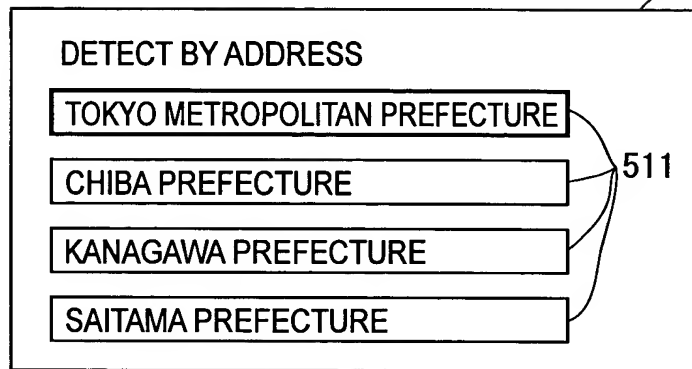 DETECT BY ADDRESS
TOKYO METROPOLITAN PREFECTURE
CHIBA PREFECTURE
511
KANAGAWA PREFECTURE
SAITAMA PREFECTURE